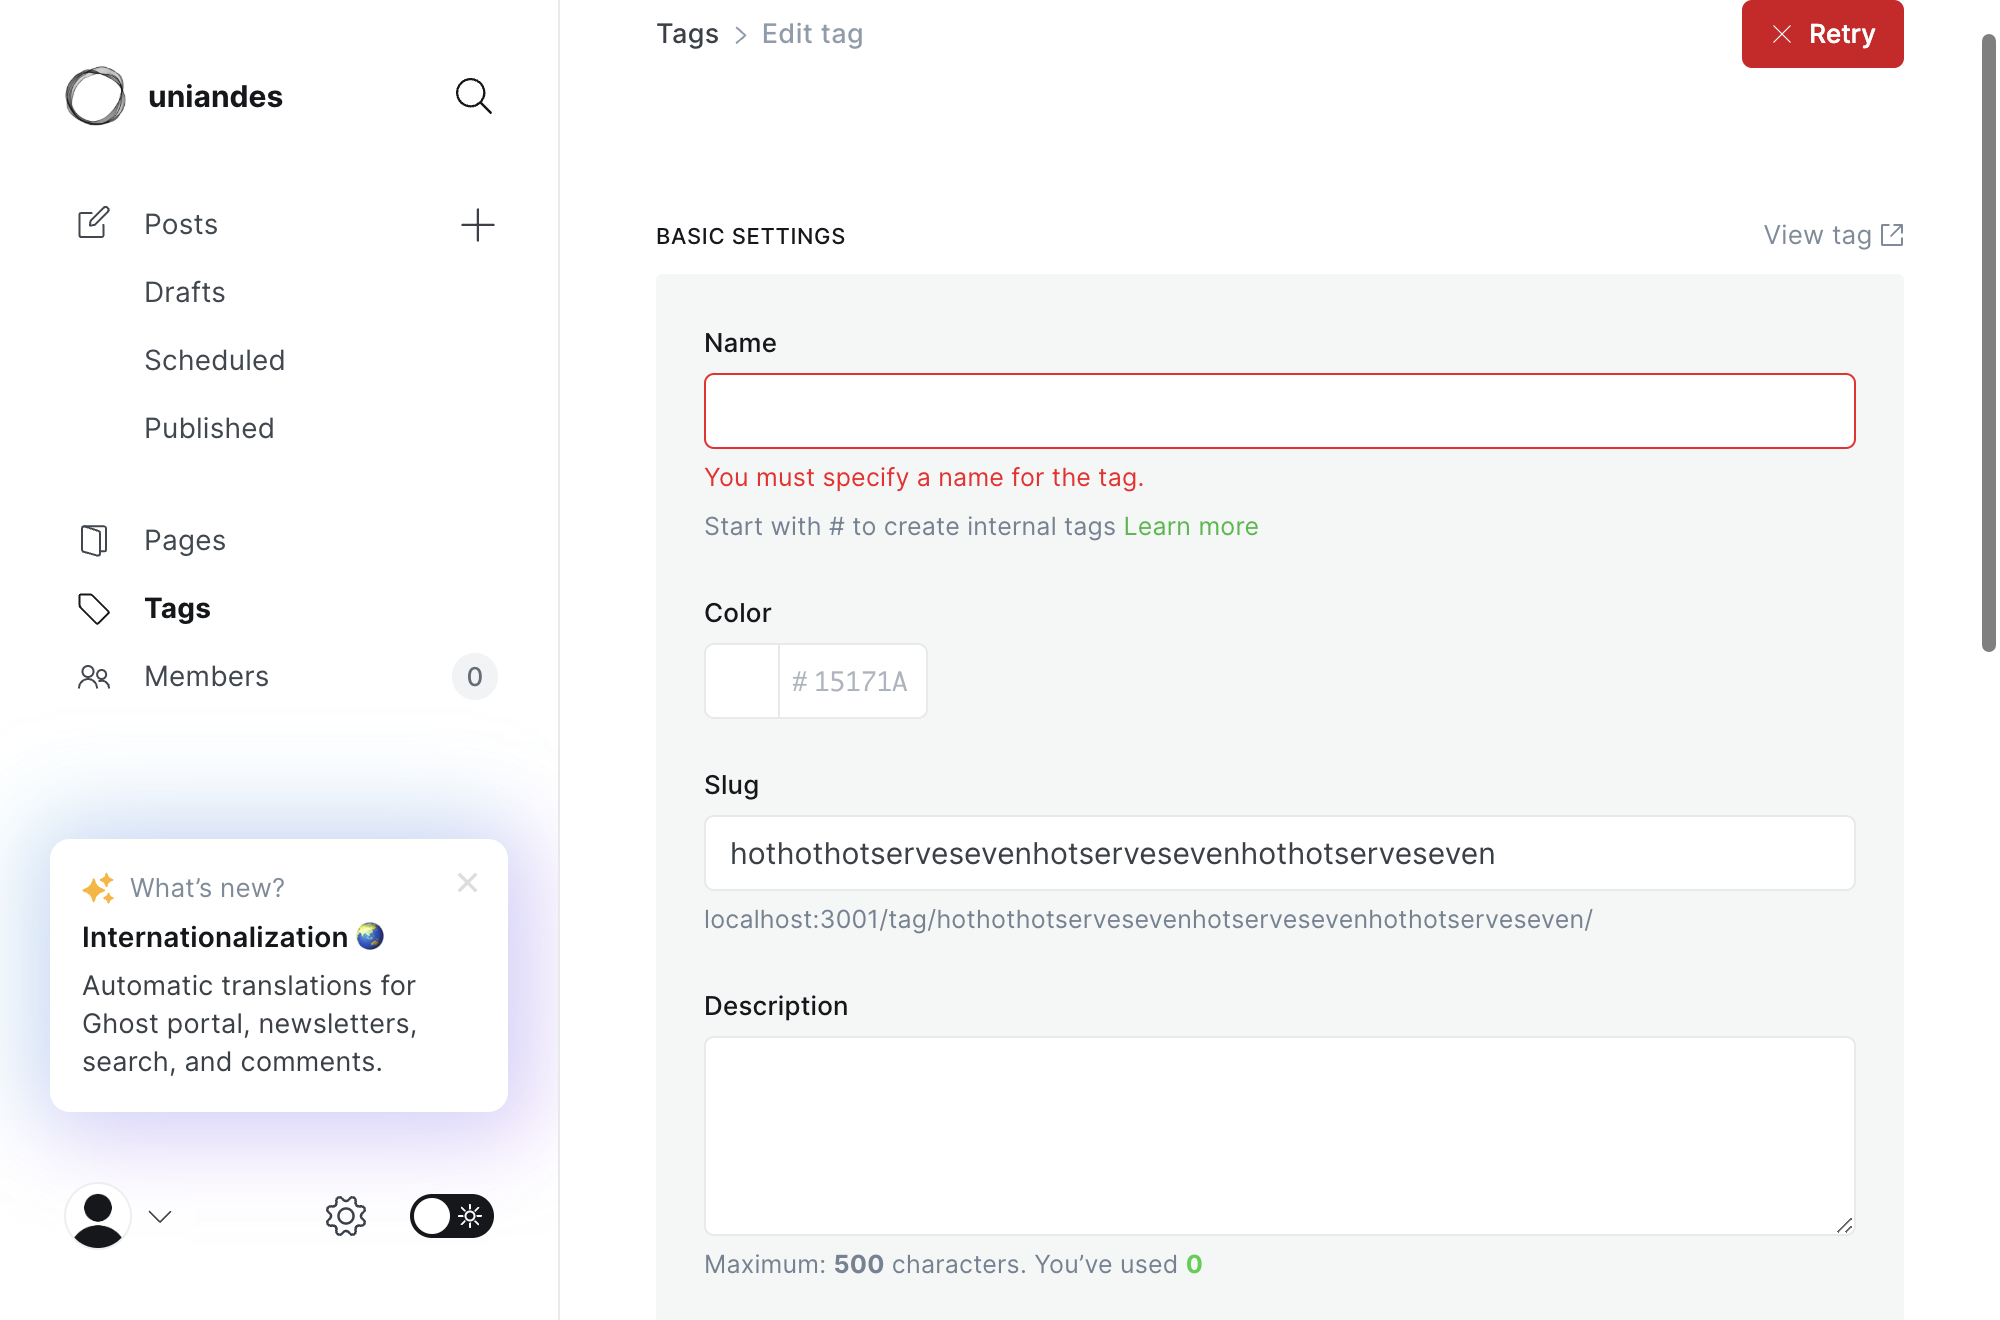 uniandes
Posts
Drafts
Scheduled
Published
Pages
Tags
Members
0
What’s new?
Internationalization 🌏
Automatic translations for
Ghost portal, newsletters,
search, and comments.
Tags > Edit tag
Retry
BASIC SETTINGS
View tag
Name
You must specify a name for the tag.
Start with # to create internal tags Learn more
Color
# 15171A
Slug
hothothotservesevenhotservesevenhothotserveseven
localhost:3001/tag/hothothotservesevenhotservesevenhothotserveseven/
Description
Maximum: 500 characters. You’ve used 0